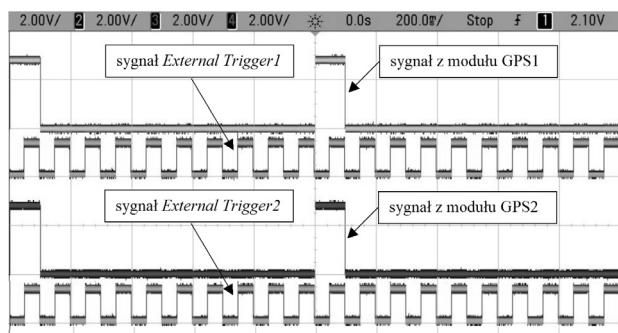 2.00V/ 2 2.00V/ 3 2.00V/ 4 2.00V/ 0.0s 200.0m/ Stop 1 2.10V
sygnał External Trigger1
sygnał z modułu GPS1
sygnał External Trigger2
sygnał z modułu GPS2